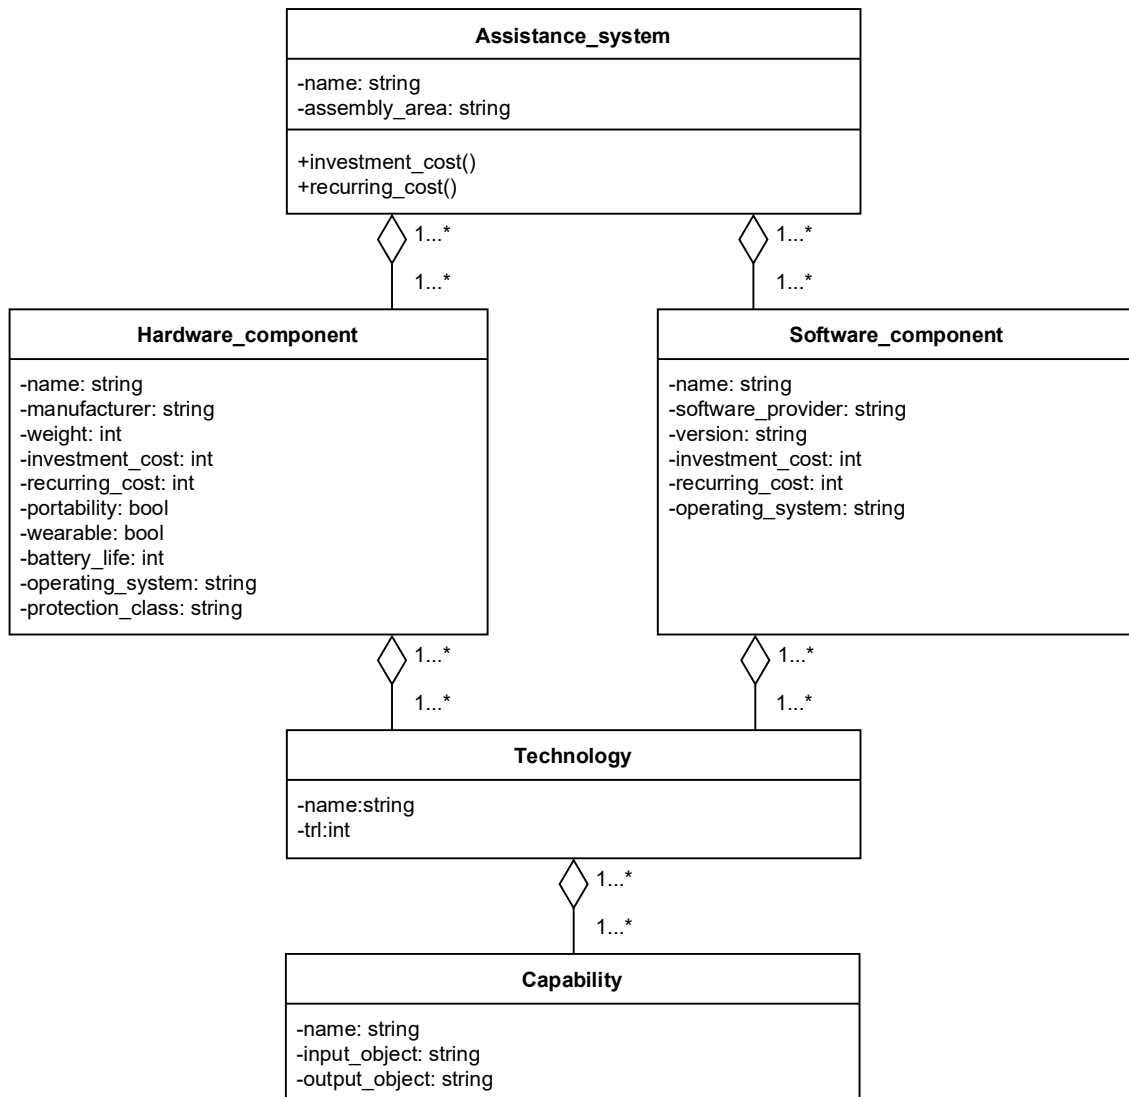 Assistance_system
-name: string
-assembly_area: string
+investment_cost()
+recurring_cost()
1...*
1...*
1...*
1...*
Hardware_component
-name: string
-manufacturer: string
-weight: int
-investment_cost: int
-recurring_cost: int
-portability: bool
-wearable: bool
-battery_life: int
-operating_system: string
-protection_class: string
Software_component
-name: string
-software_provider: string
-version: string
-investment_cost: int
-recurring_cost: int
-operating_system: string
1...*
1...*
1...*
1...*
Technology
-name:string
-trl:int
1...*
1...*
Capability
-name: string
-input_object: string
-output_object: string